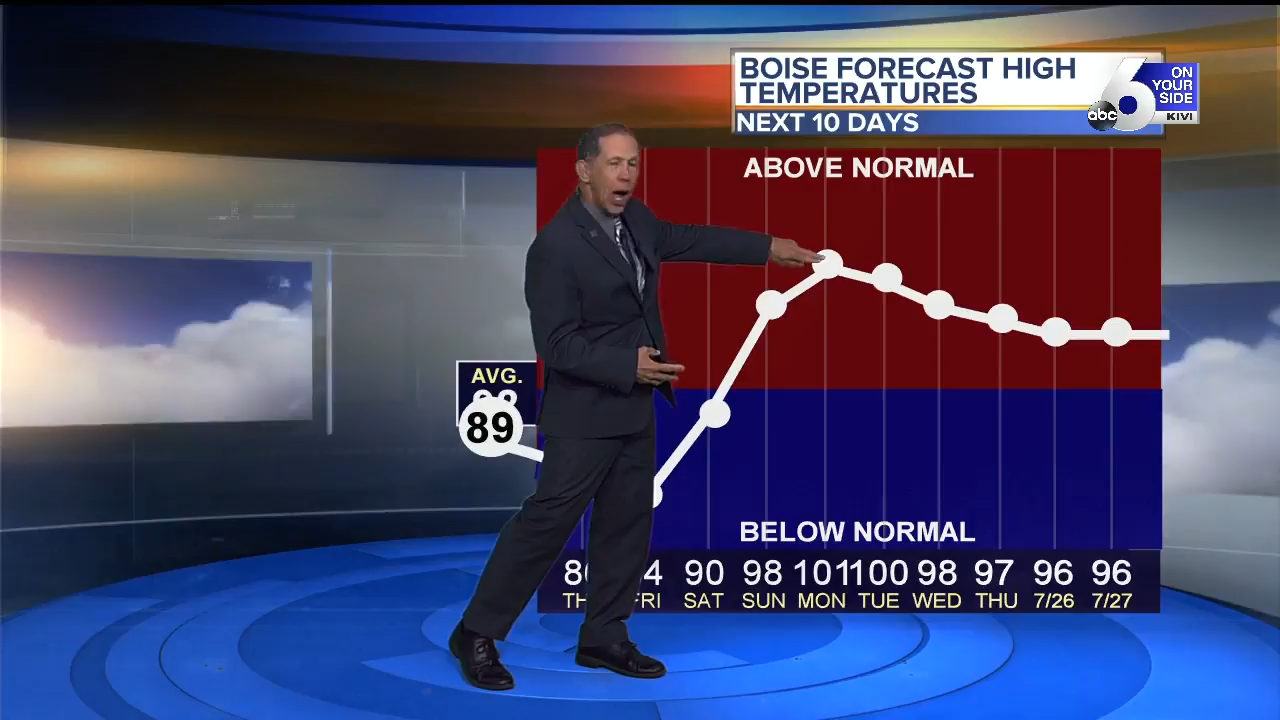 BOISE FORECAST HIGH
TEMPERATURES
NEXT 10 DAYS
abc
6
ON
YOUR
SIDE
KIVI
ABOVE NORMAL
AVG.
89
BELOW NORMAL
90 98 101 100 98 97 96 96
FRI SAT SUN MON TUE WED THU 7/26 7/27